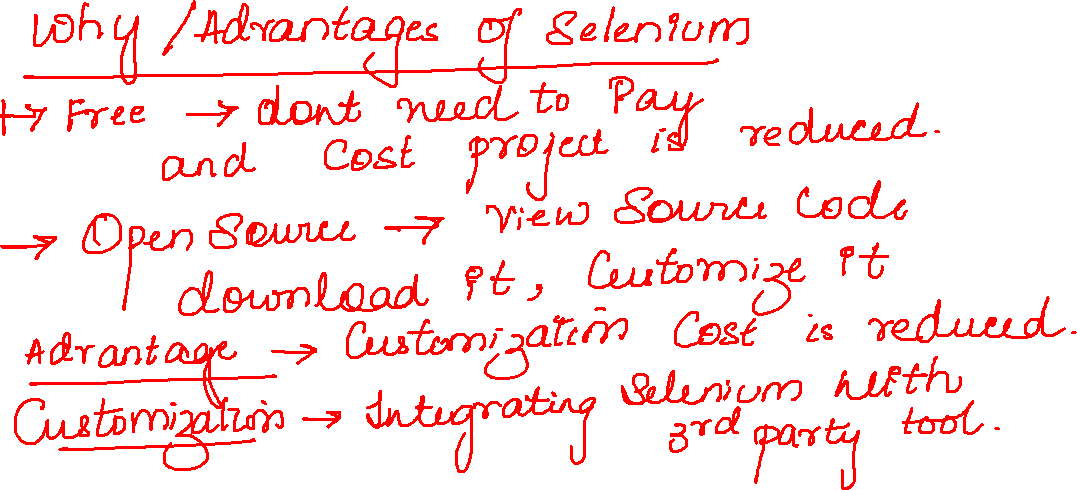 Why / Advantages of Selenium
→ Free → dont need to Pay
and Cost project is reduced.
→ Open Source → View Source Code
download it, Customize it
Advantage → Customization Cost is reduced.
Customization → Integrating Selenium with
3rd party tool.